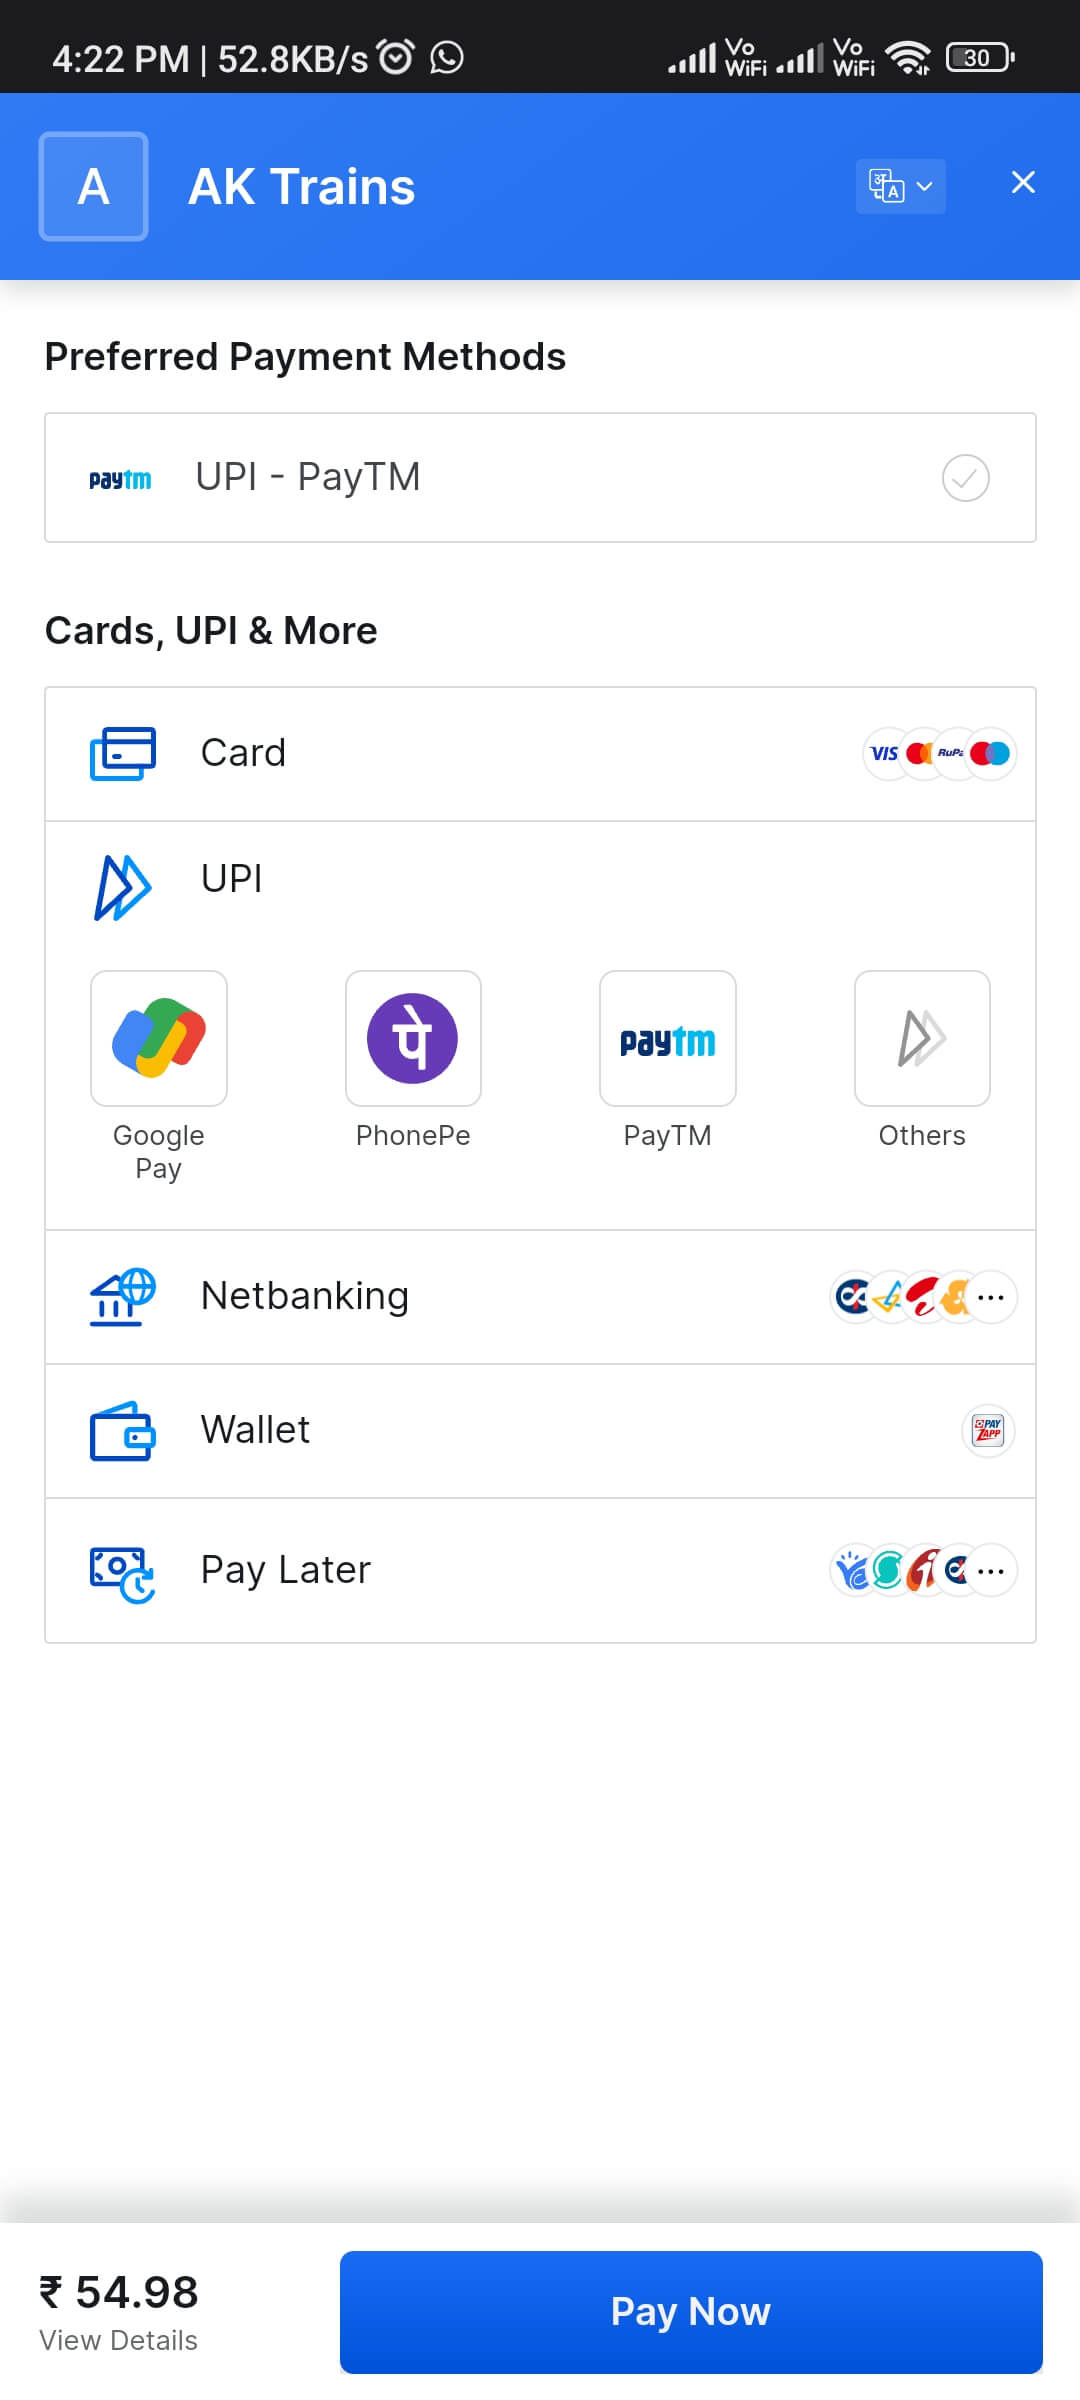 4:22 PM | 52.8KB/s
Vo WiFi Vo WiFi 30
A AK Trains
अ A
Preferred Payment Methods
paytm UPI - PayTM
Cards, UPI & More
Card VIS RuPa
UPI
पे paytm
Google Pay PhonePe PayTM Others
Netbanking ...
Wallet PAY ZAPP
Pay Later ...
₹ 54.98
View Details
Pay Now